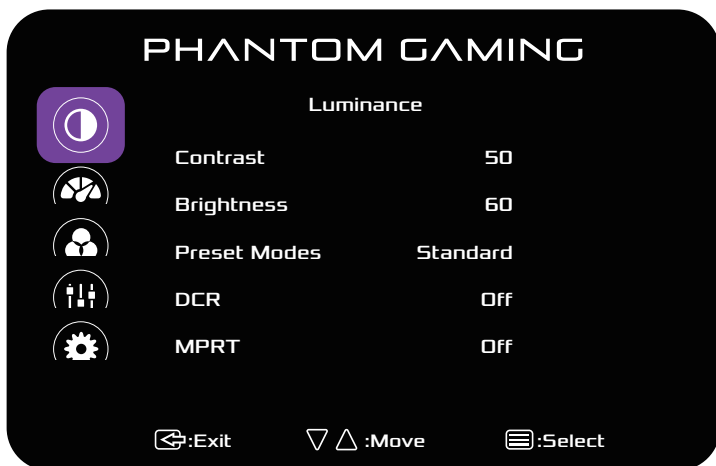 PHANTOM GAMING
Luminance
Contrast 50
Brightness 60
Preset Modes Standard
DCR Off
MPRT Off
:Exit :Move :Select